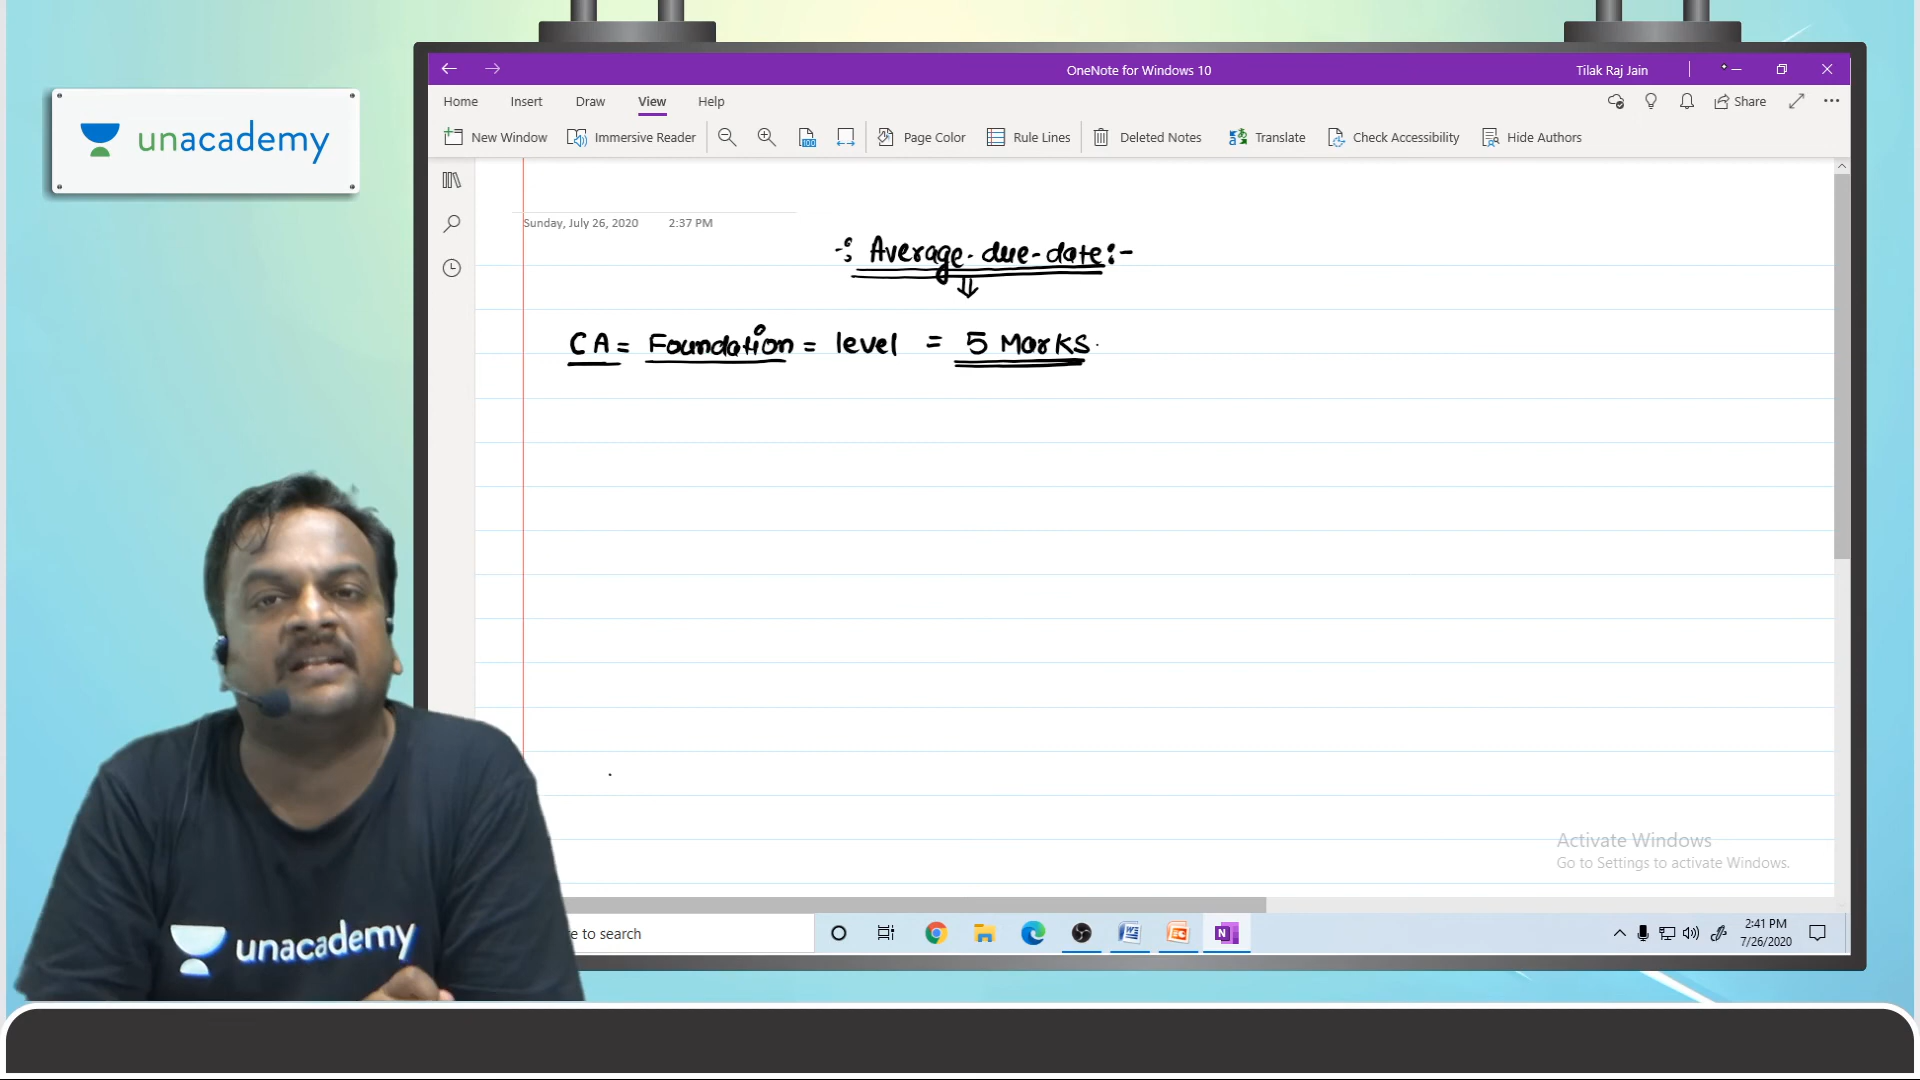 unacademy
OneNote for Windows 10
Tilak Raj Jain
Home Insert Draw View Help
Share
New Window Immersive Reader Page Color Rule Lines Deleted Notes Translate Check Accessibility Hide Authors
Sunday, July 26, 2020 2:37 PM
-: Average-due-date:-
⇓
CA = Foundation = level = 5 Marks.
Activate Windows
Go to Settings to activate Windows.
unacademy
e to search
2:41 PM
7/26/2020